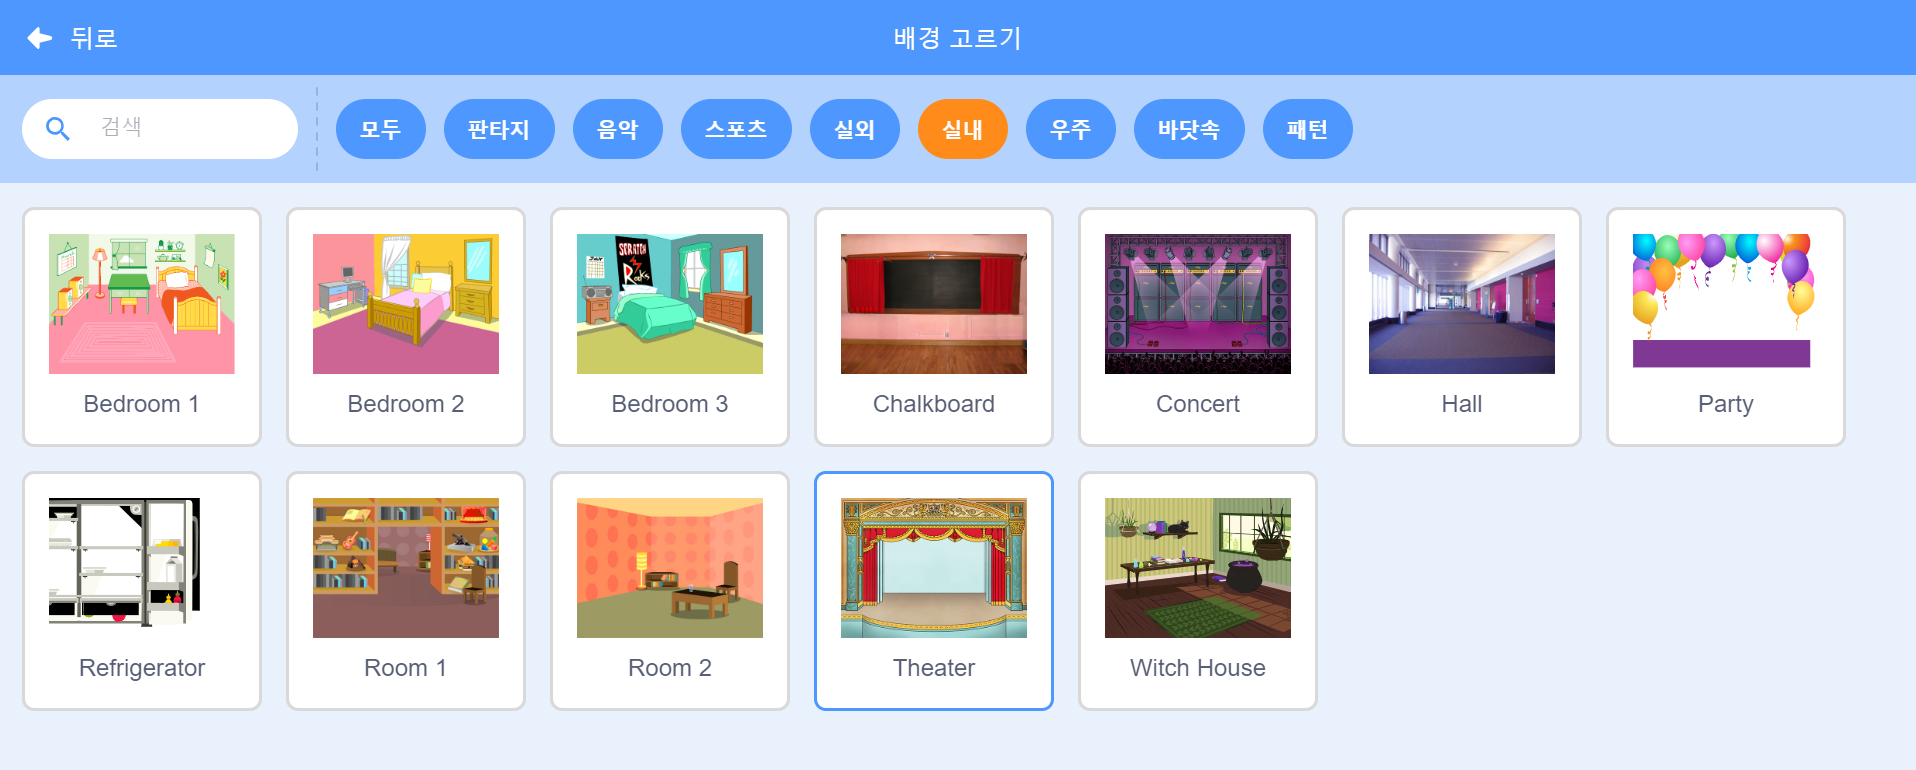 뒤로
배경 고르기
검색
모두
판타지
음악
스포츠
실외
실내
우주
바닷속
패턴
SCRATCH
Rocks
Bedroom 1
Bedroom 2
Bedroom 3
Chalkboard
Concert
Hall
Party
Refrigerator
Room 1
Room 2
Theater
Witch House